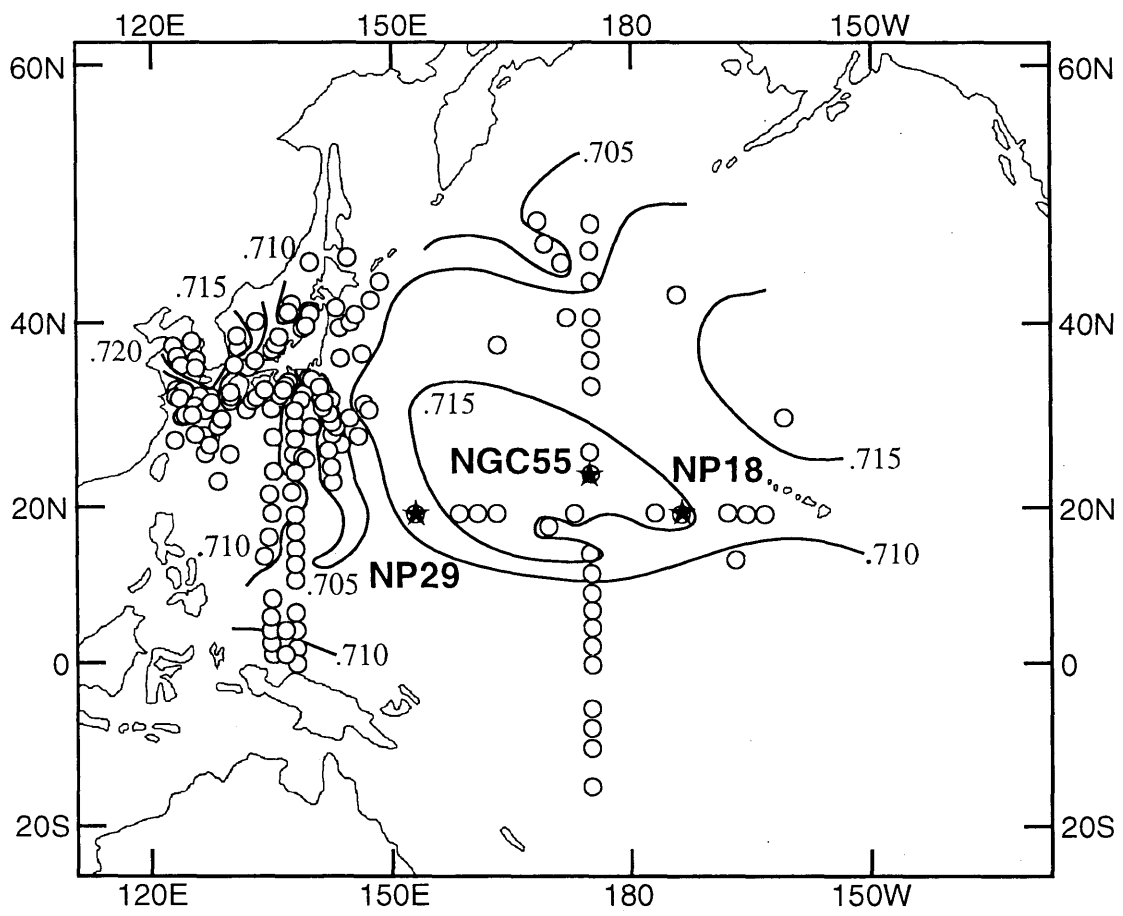 120E 150E 180 150W
60N 60N
.705
.710
.715
40N 40N
.720
.715
NGC55 NP18 .715
20N 20N
.710 .710
.705 NP29
0 .710 0
20S 20S
120E 150E 180 150W